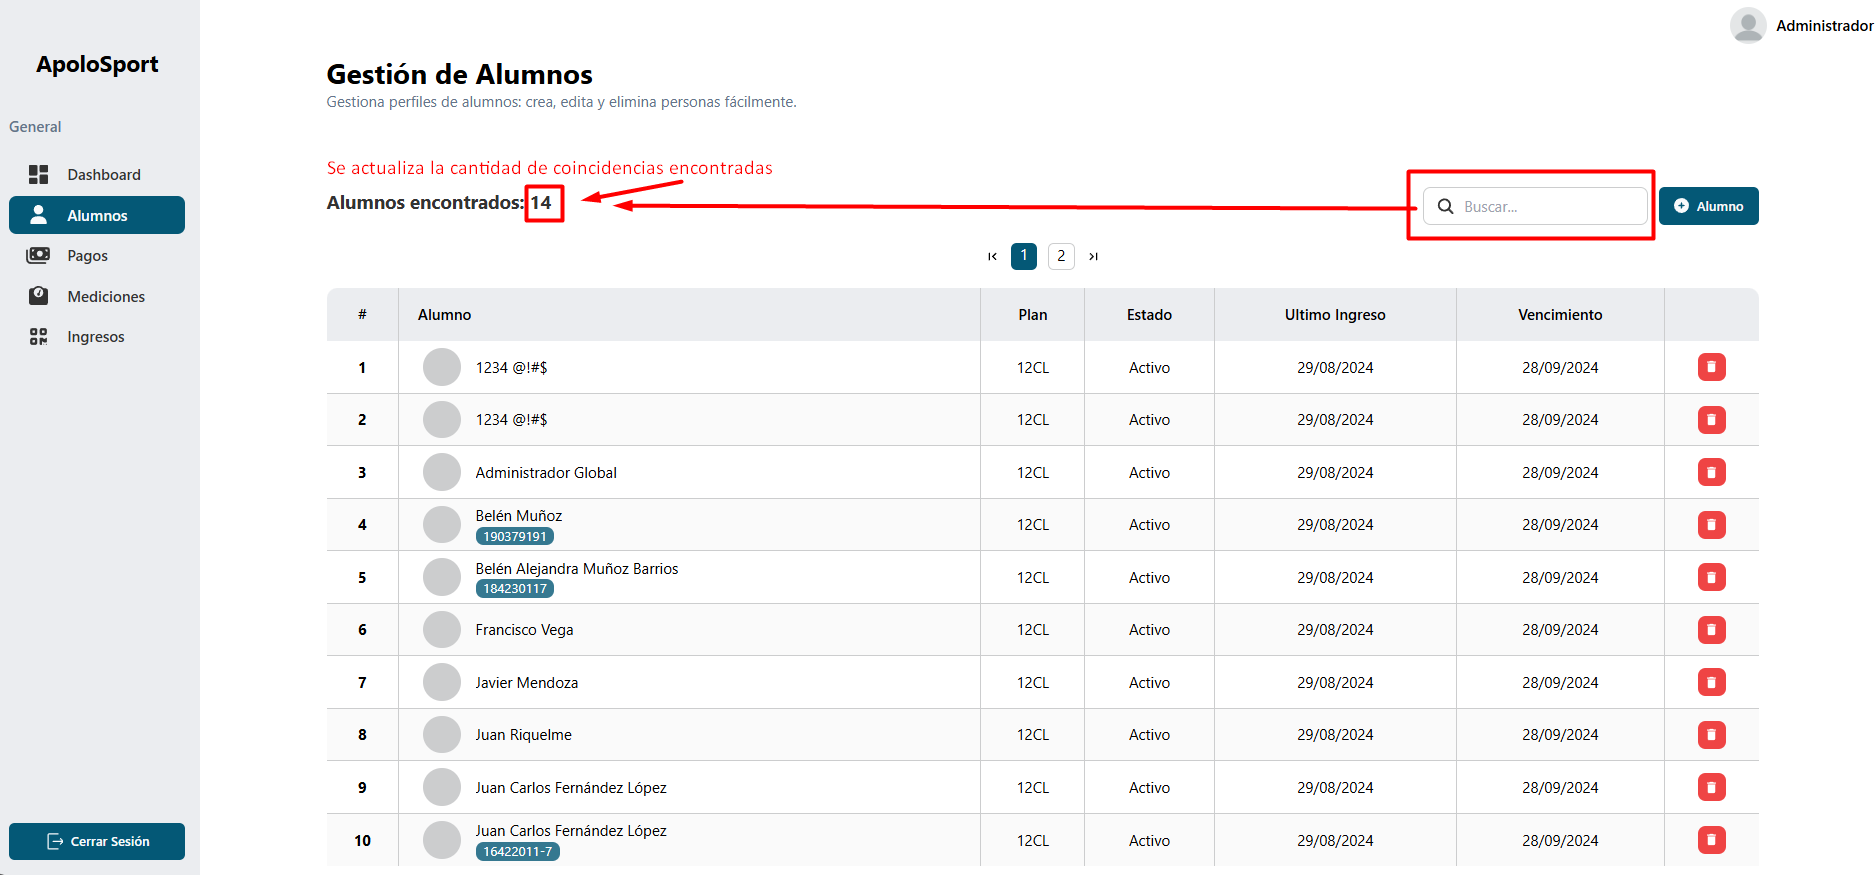 Administrador
ApoloSport
General
Dashboard
Alumnos
Pagos
Mediciones
Ingresos
Cerrar Sesión
Gestión de Alumnos
Gestiona perfiles de alumnos: crea, edita y elimina personas fácilmente.
Se actualiza la cantidad de coincidencias encontradas
Alumnos encontrados: 14
Buscar...
Alumno
1 2
# Alumno Plan Estado Ultimo Ingreso Vencimiento
1 1234 @!#$ 12CL Activo 29/08/2024 28/09/2024
2 1234 @!#$ 12CL Activo 29/08/2024 28/09/2024
3 Administrador Global 12CL Activo 29/08/2024 28/09/2024
4 Belén Muñoz 12CL Activo 29/08/2024 28/09/2024
190379191
5 Belén Alejandra Muñoz Barrios 12CL Activo 29/08/2024 28/09/2024
184230117
6 Francisco Vega 12CL Activo 29/08/2024 28/09/2024
7 Javier Mendoza 12CL Activo 29/08/2024 28/09/2024
8 Juan Riquelme 12CL Activo 29/08/2024 28/09/2024
9 Juan Carlos Fernández López 12CL Activo 29/08/2024 28/09/2024
10 Juan Carlos Fernández López 12CL Activo 29/08/2024 28/09/2024
16422011-7